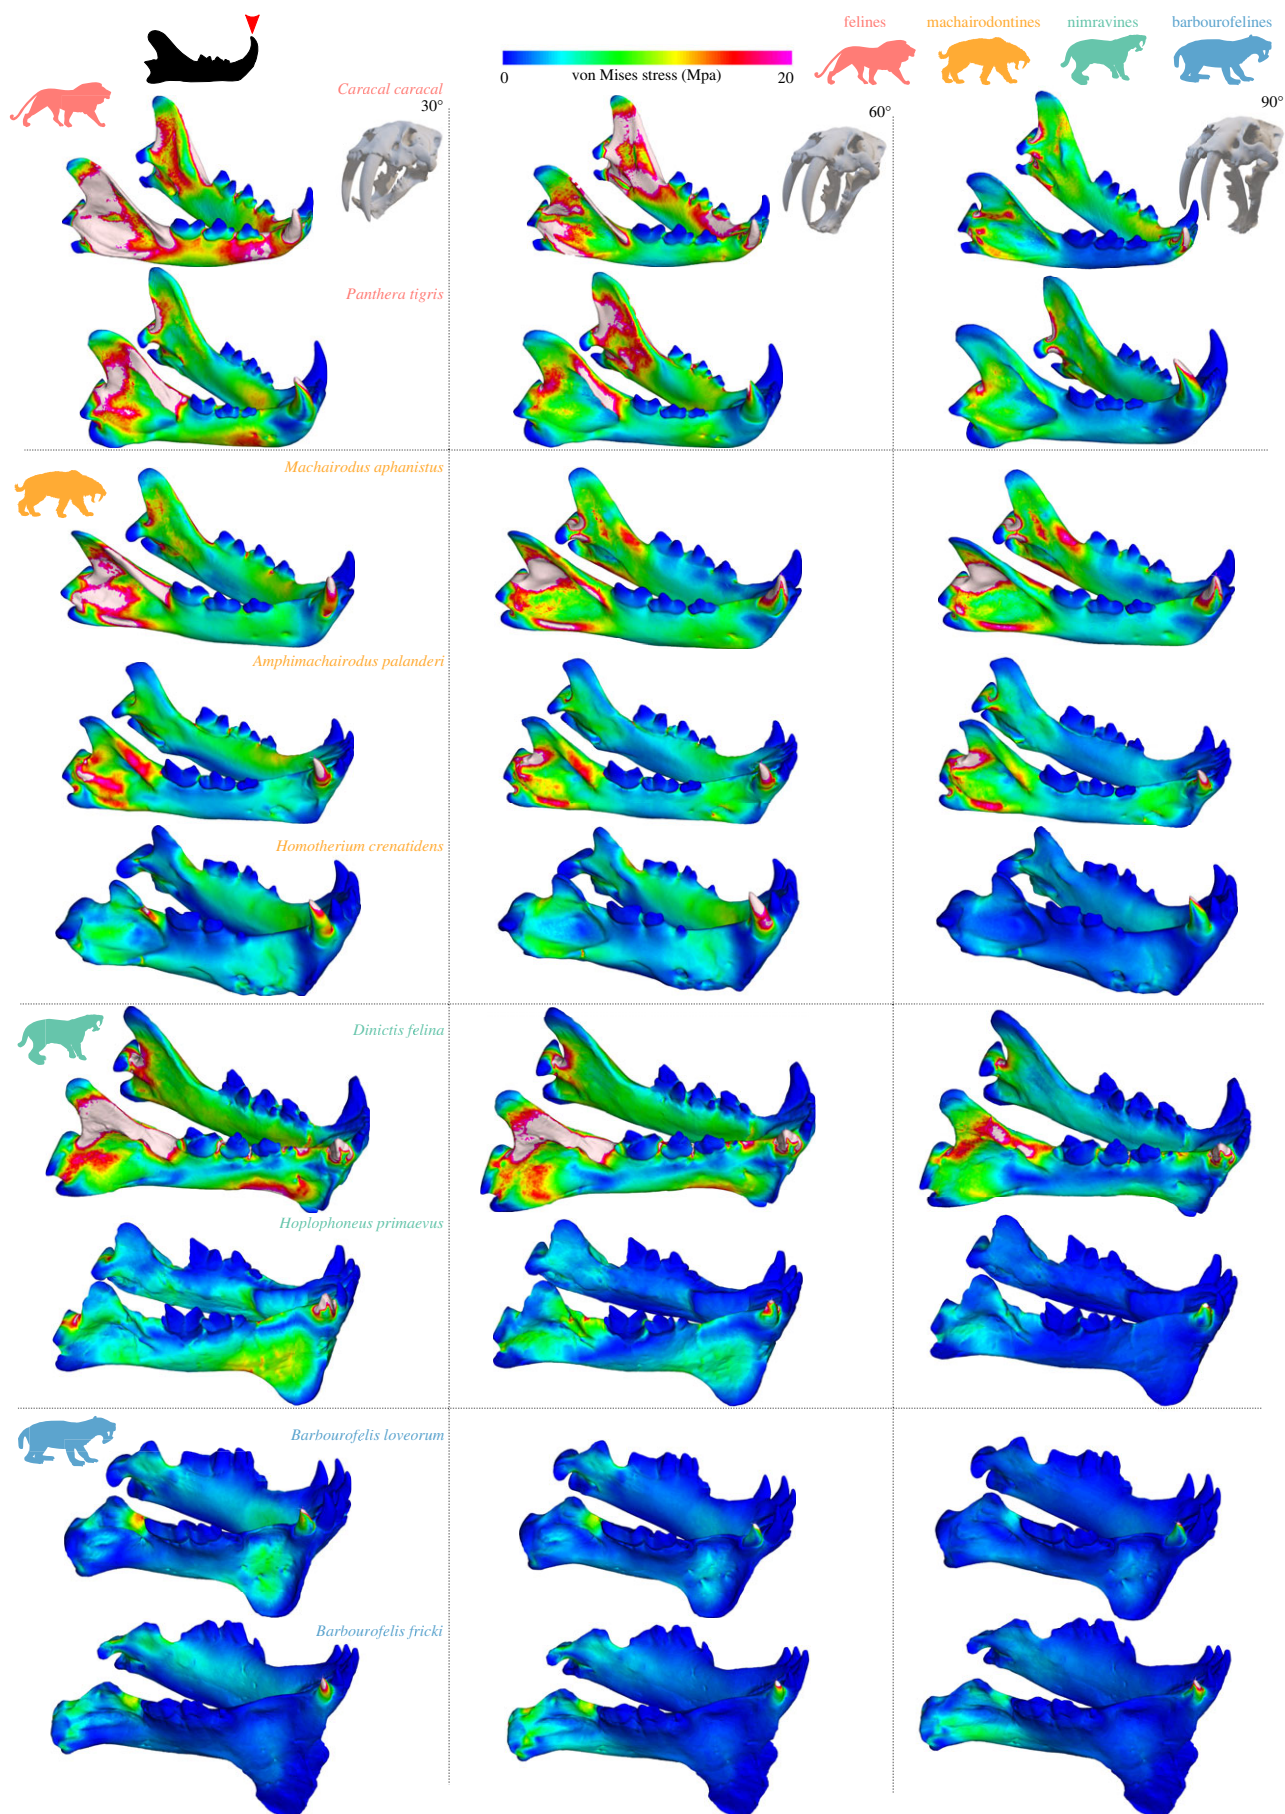 felines machairodontines nimravines barbourofelines
0 von Mises stress (Mpa) 20
Caracal caracal
30°
60°
90°
Panthera tigris
Machairodus aphanistus
Amphimachairodus palanderi
Homotherium crenatidens
Dinictis felina
Hoplophoneus primaevus
Barbourofelis loveorum
Barbourofelis fricki